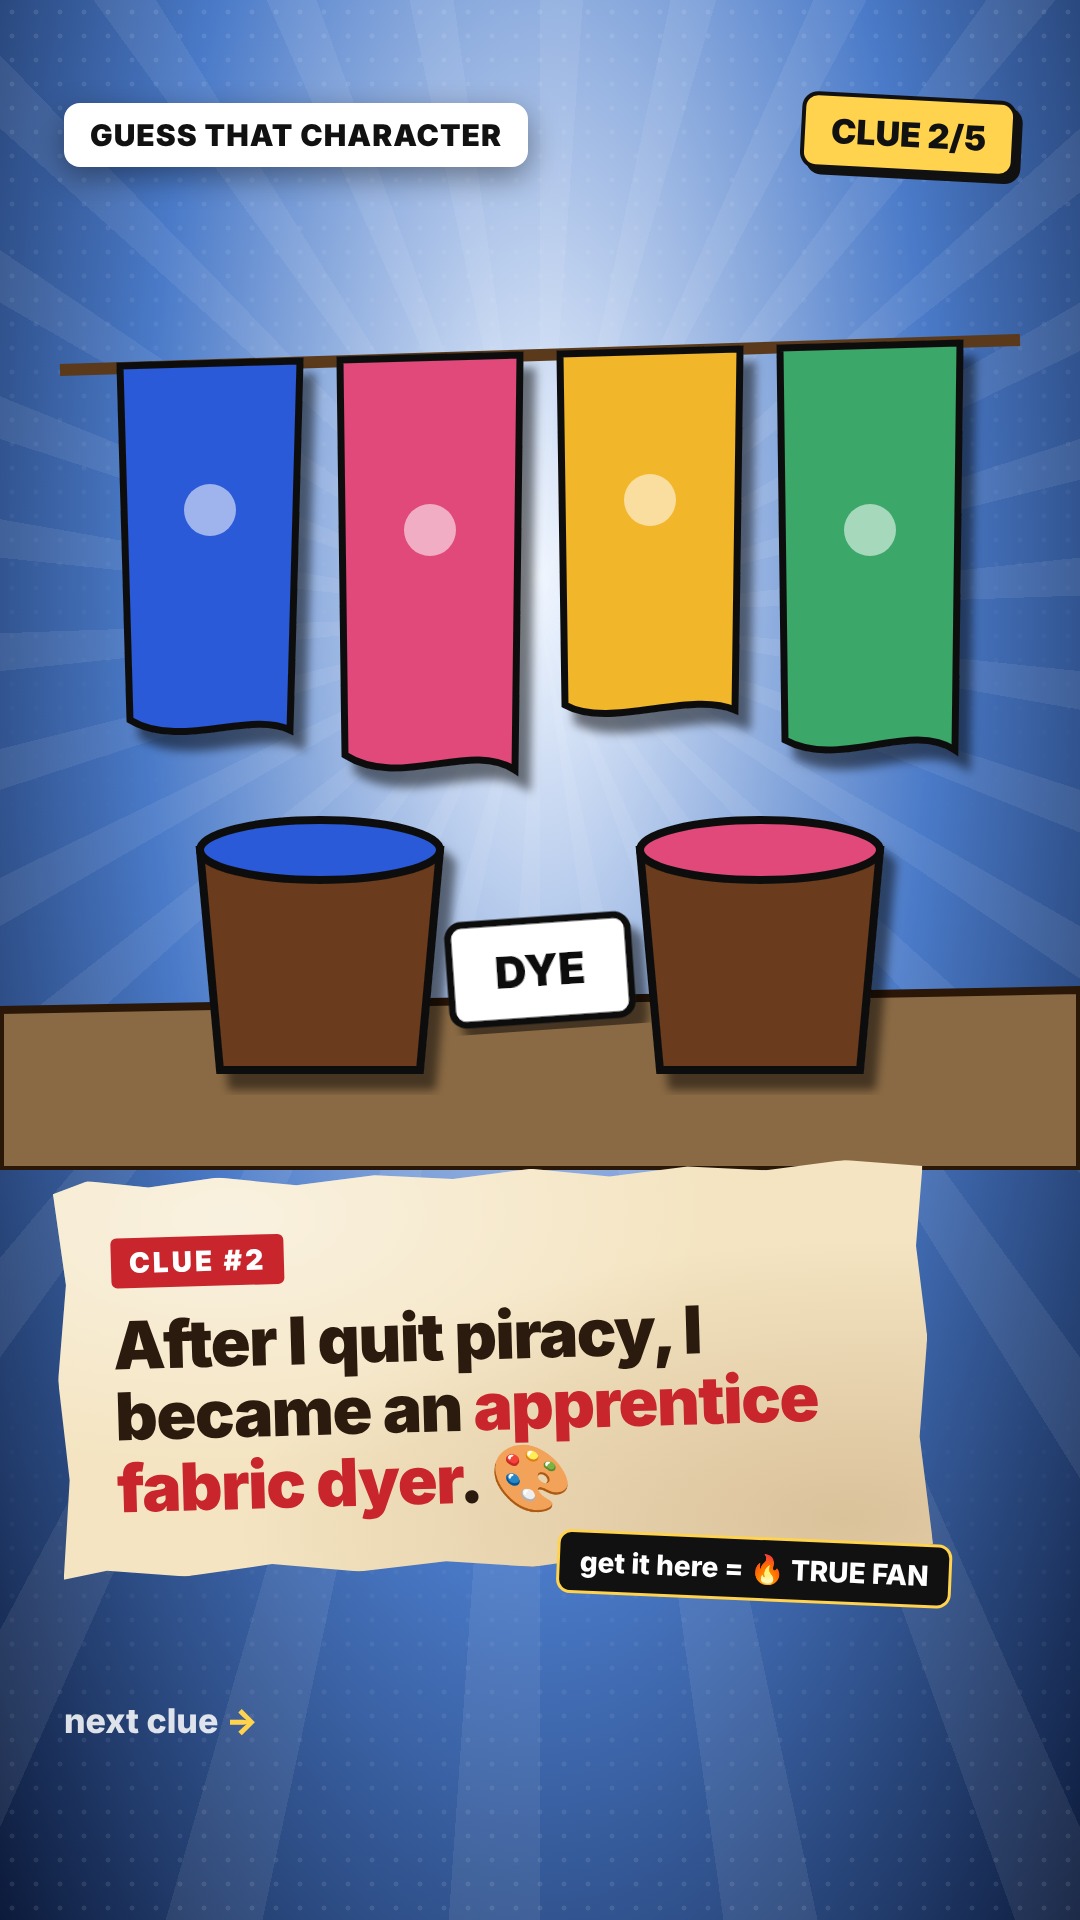 GUESS THAT CHARACTER
CLUE 2/5
DYE
CLUE #2
After I quit piracy, I
became an apprentice
fabric dyer. 🎨
get it here = 🔥 TRUE FAN
next clue →